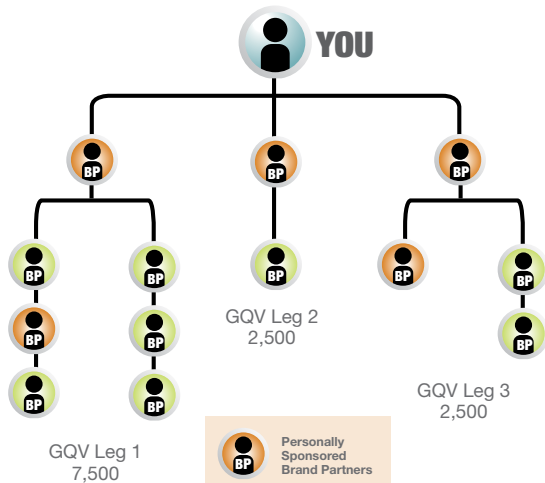 YOU
BP
BP
BP
BP
BP
BP
BP
BP
BP
BP
BP
BP
BP
BP
GQV Leg 1
7,500
GQV Leg 2
2,500
GQV Leg 3
2,500
BP
Personally
Sponsored
Brand Partners